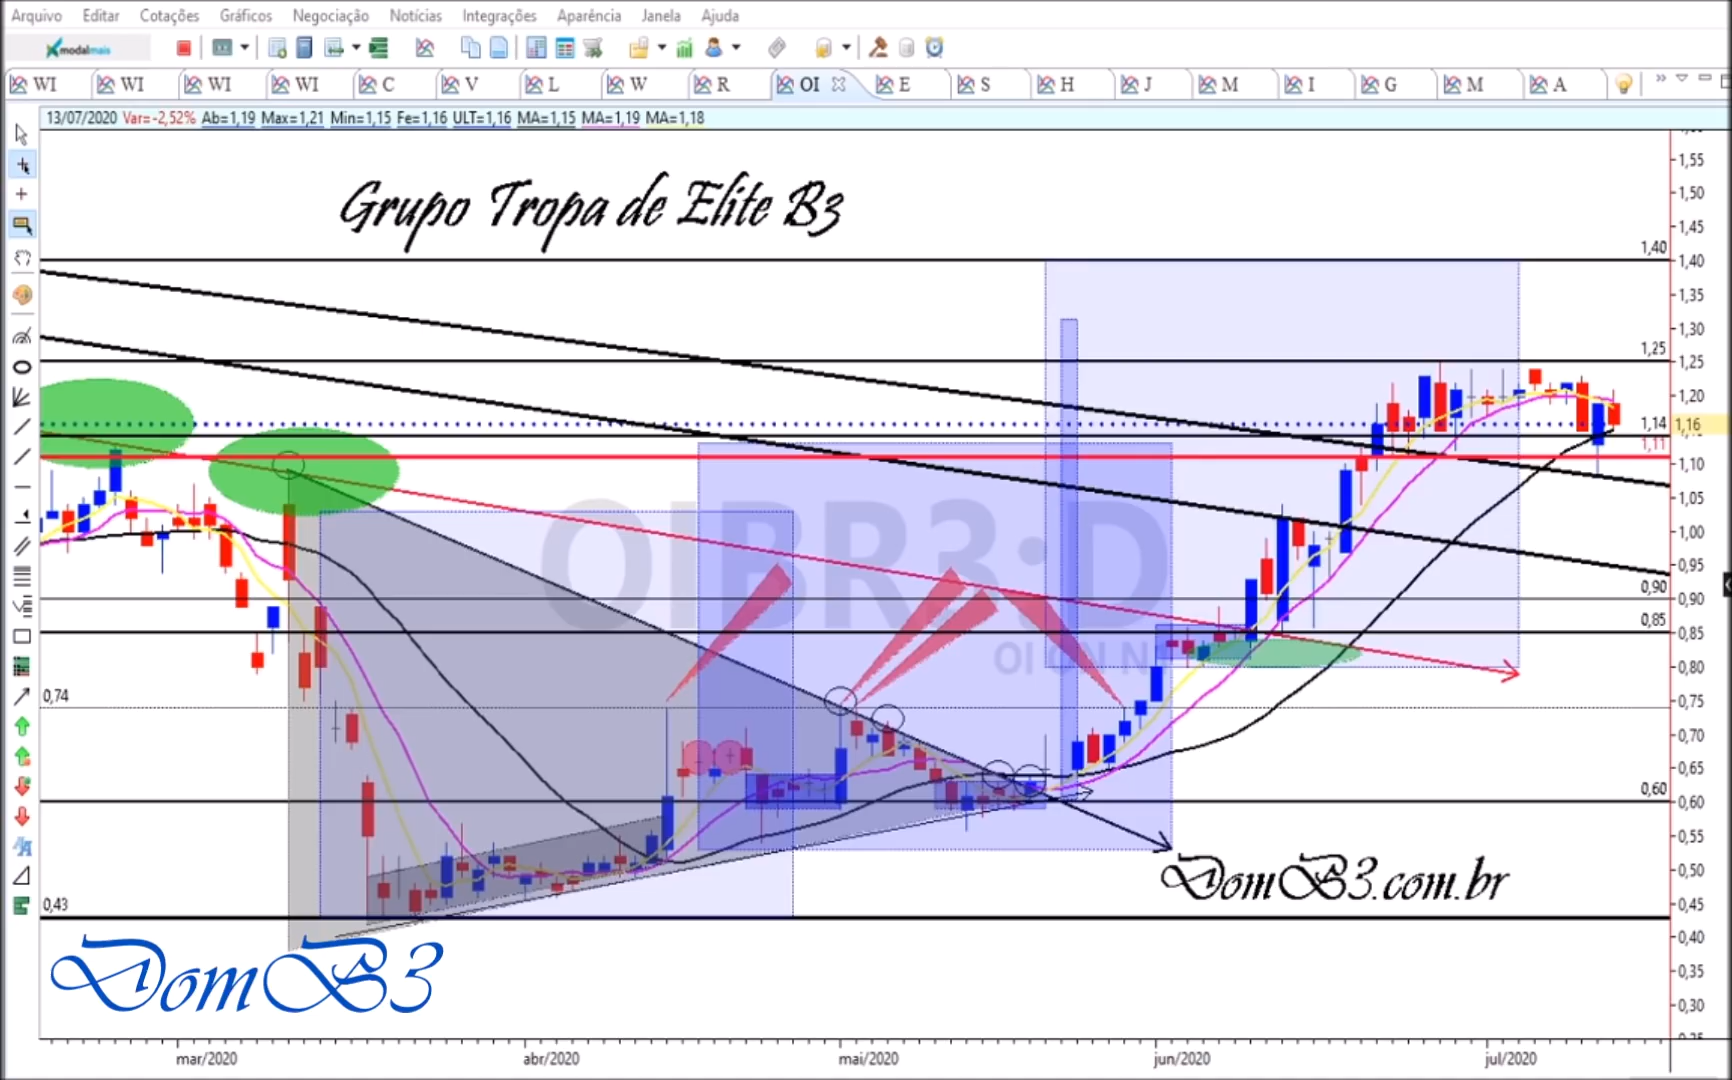 Arquivo Editar Cotações Gráficos Negociação Notícias Integrações Aparência Janela Ajuda
modalmais
WI WI WI WI C V L W R OI E S H J M I G M A
13/07/2020 Var=-2,52% Ab=1,19 Max=1,21 Min=1,15 Fe=1,16 ULT=1,16 MA=1,15 MA=1,19 MA=1,18
Grupo Tropa de Elite B3
1,55
1,50
1,45
1,40 1,40
1,35
1,30
1,25 1,25
1,20
1,14 1,16
1,11
1,10
1,05
1,00
0,95
0,90 0,90
0,85 0,85
0,80
0,74 0,75
0,70
0,65
0,60 0,60
0,55
0,50
0,43 0,45
0,40
0,35
0,30
OIBR3:D
OI ON N1
DomB3.com.br
DomB3
mar/2020 abr/2020 mai/2020 jun/2020 jul/2020